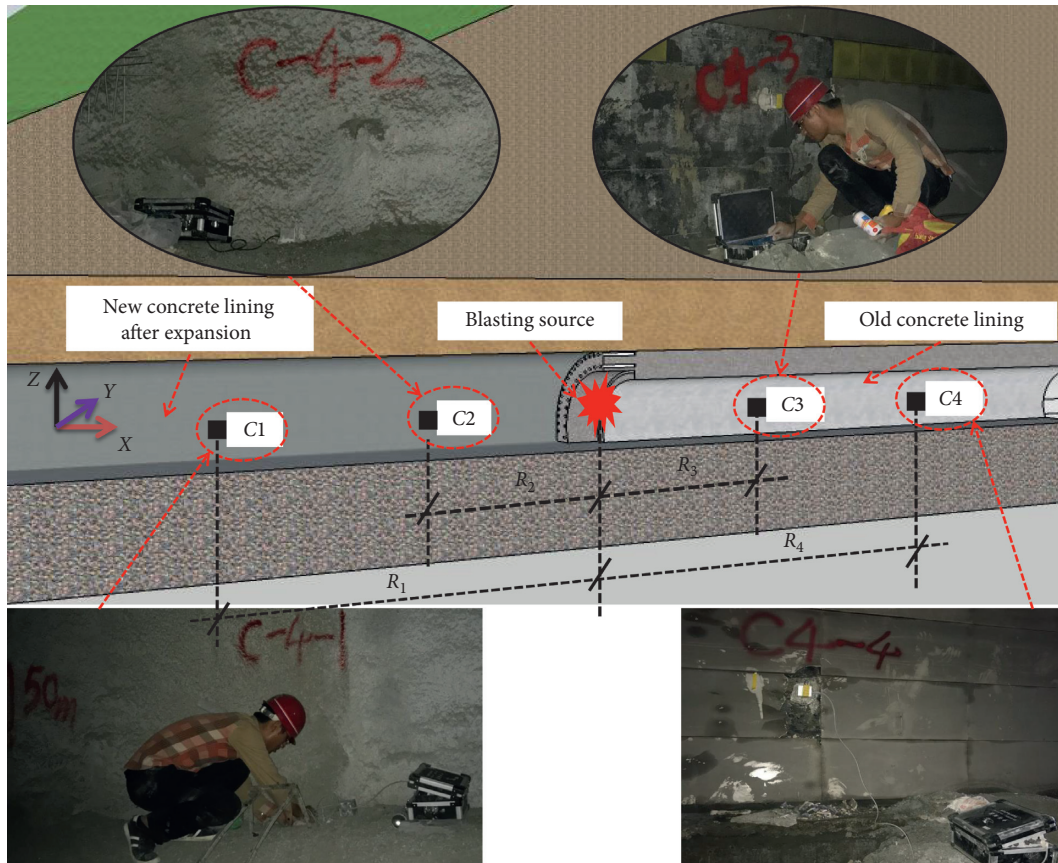 C-4-2
C4-3
New concrete lining
after expansion
Blasting source
Old concrete lining
Z
Y
X
C1
C2
C3
C4
R2
R3
R1
R4
C-4-1
50m
C4-4